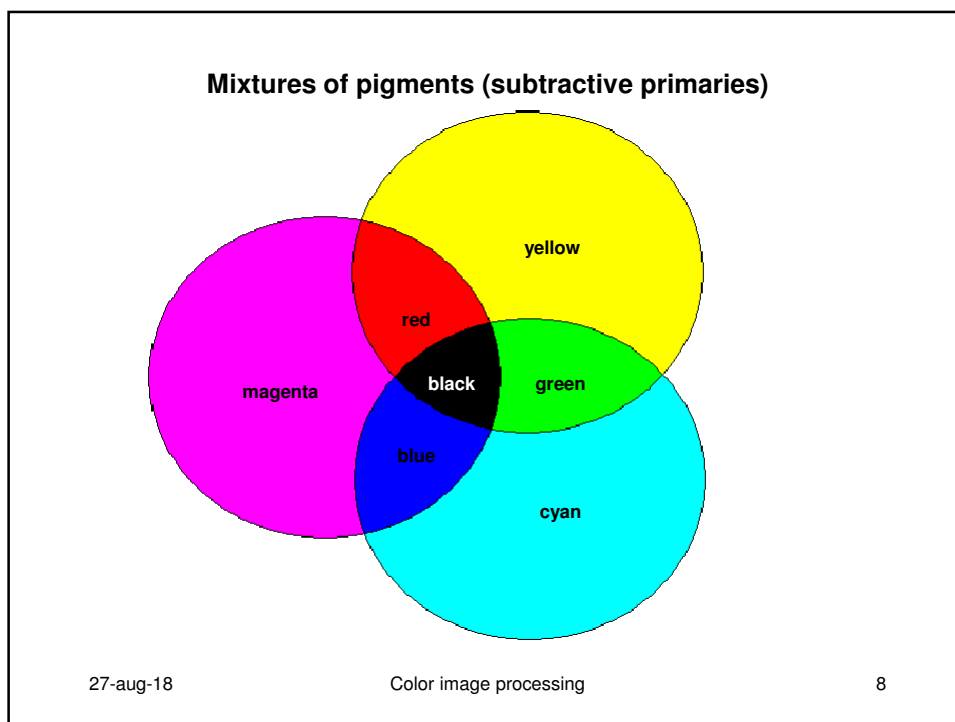 Mixtures of pigments (subtractive primaries)
yellow
red
black
green
magenta
blue
cyan
27-aug-18
Color image processing
8